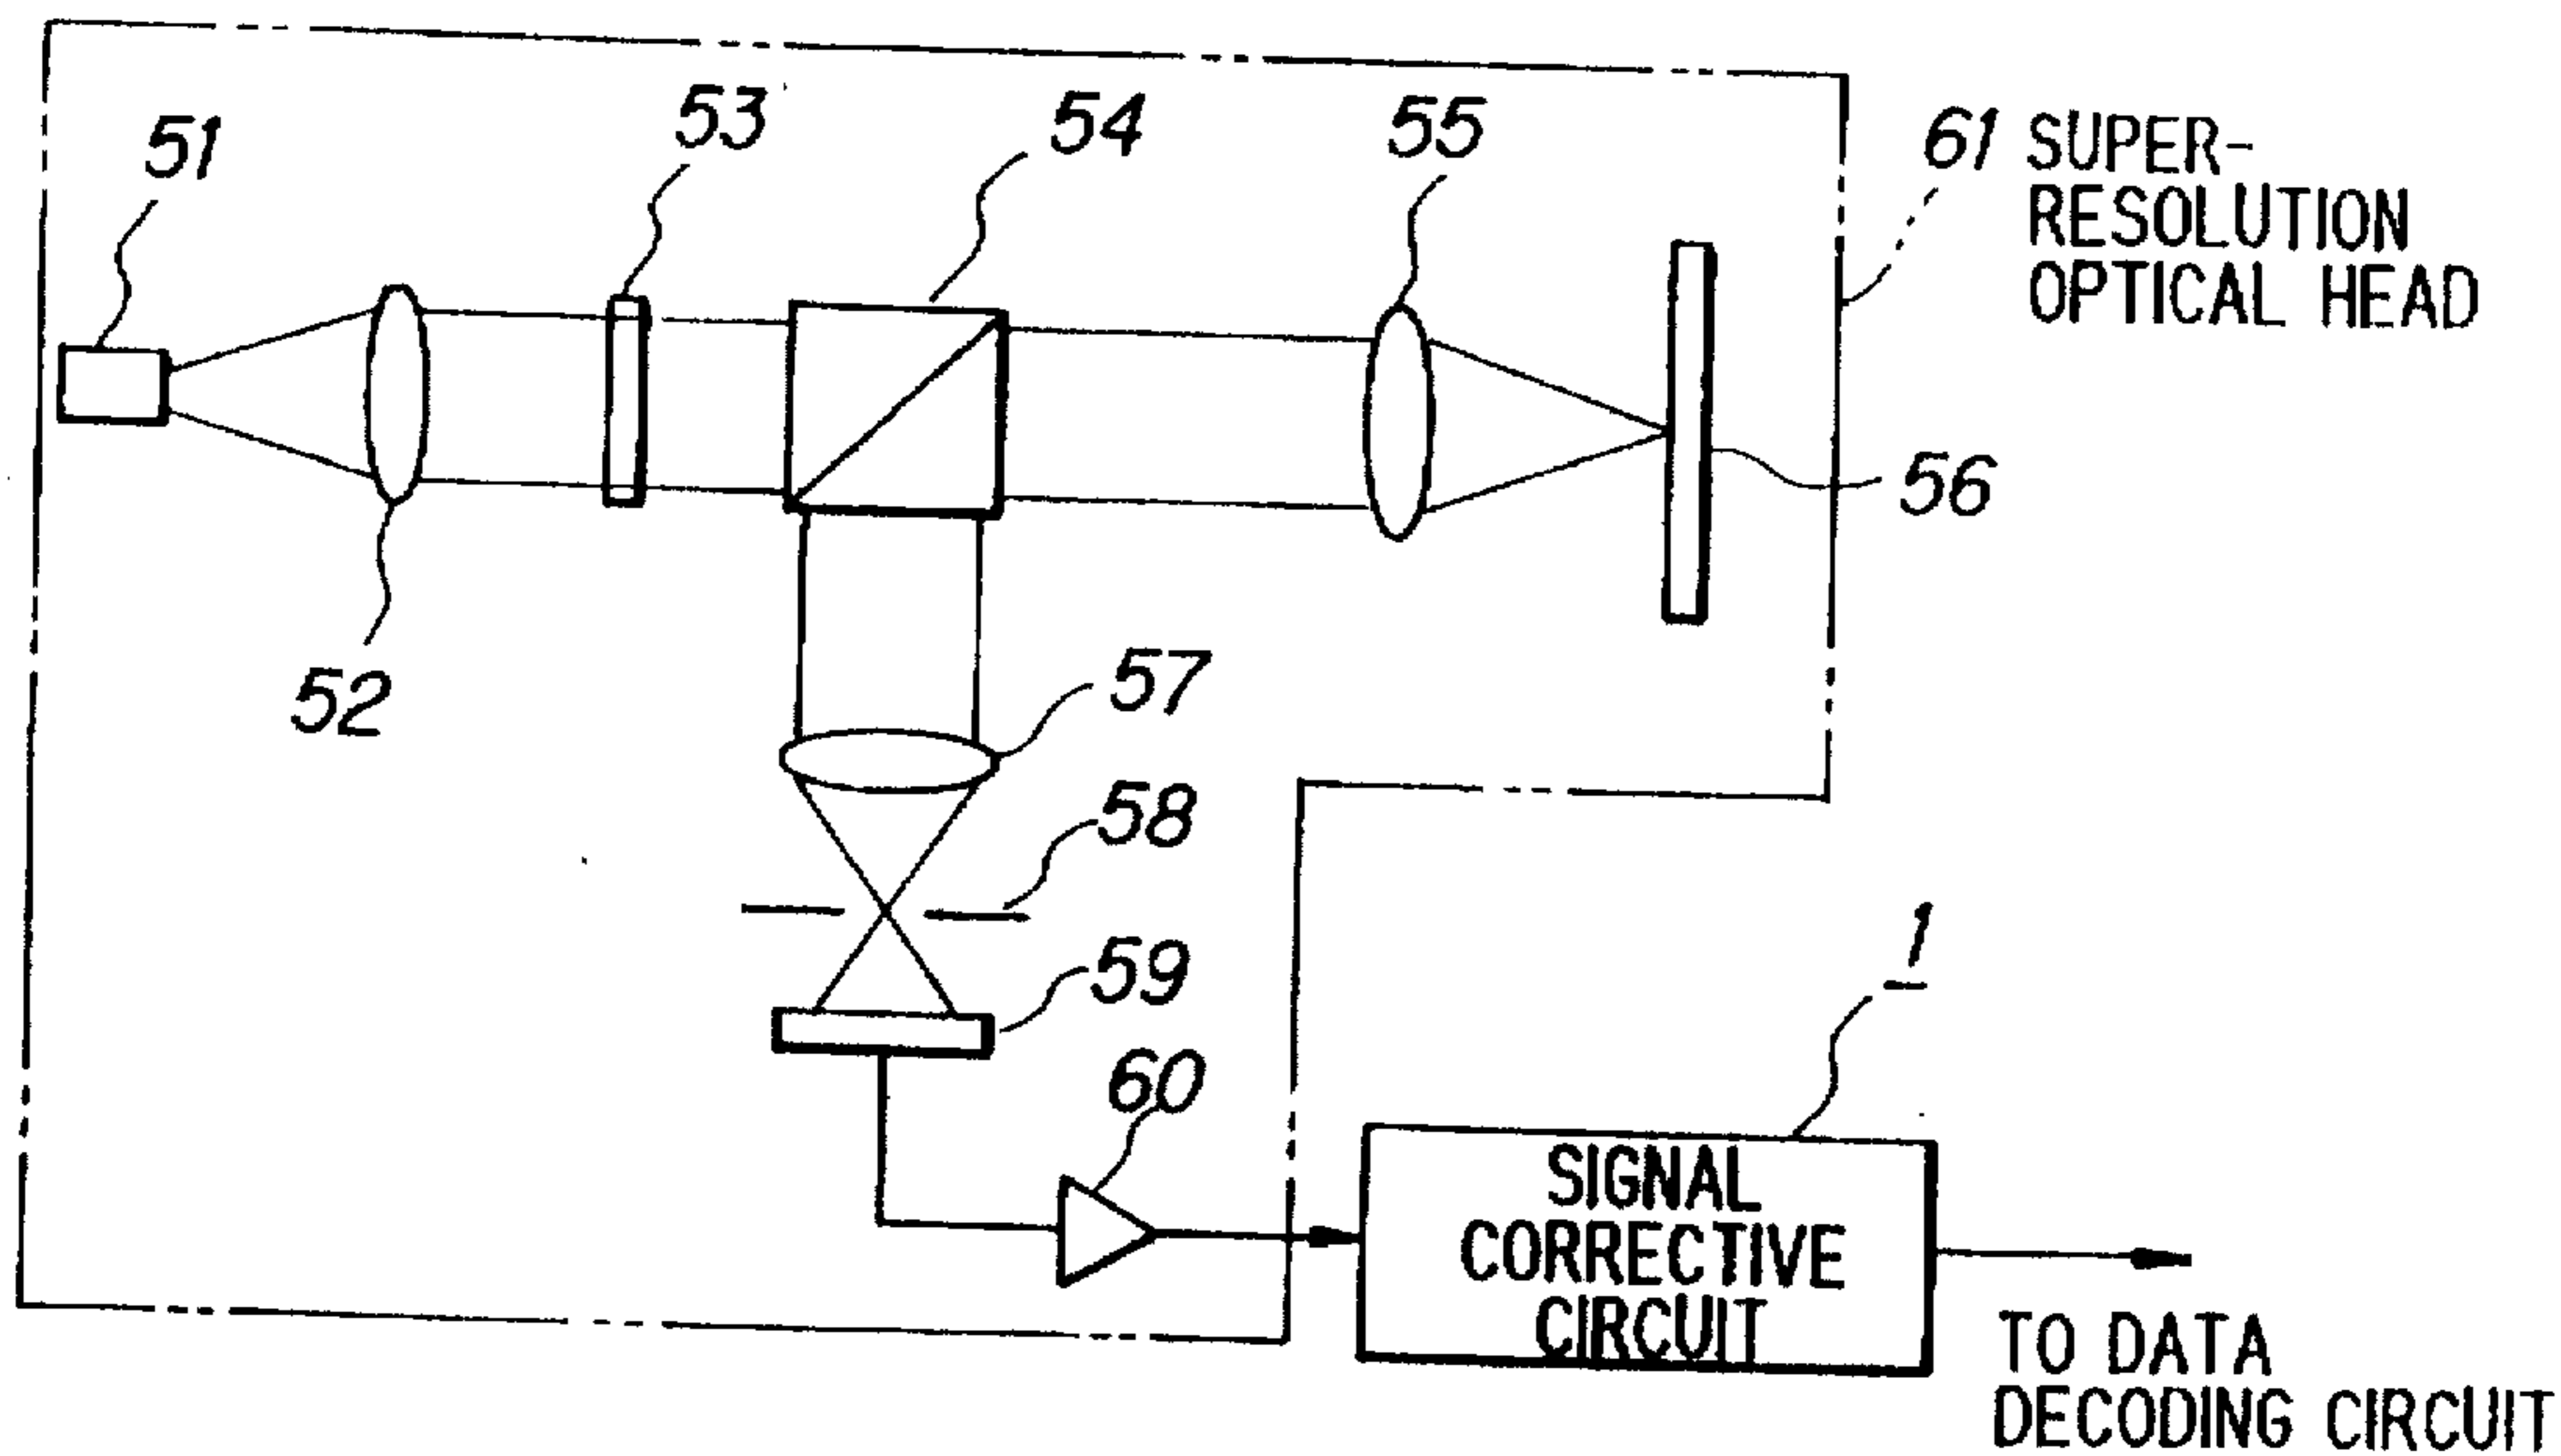 51
53
54
55
61 SUPER-
RESOLUTION
OPTICAL HEAD
56
52
57
58
59
60
1
SIGNAL
CORRECTIVE
CIRCUIT
TO DATA
DECODING CIRCUIT